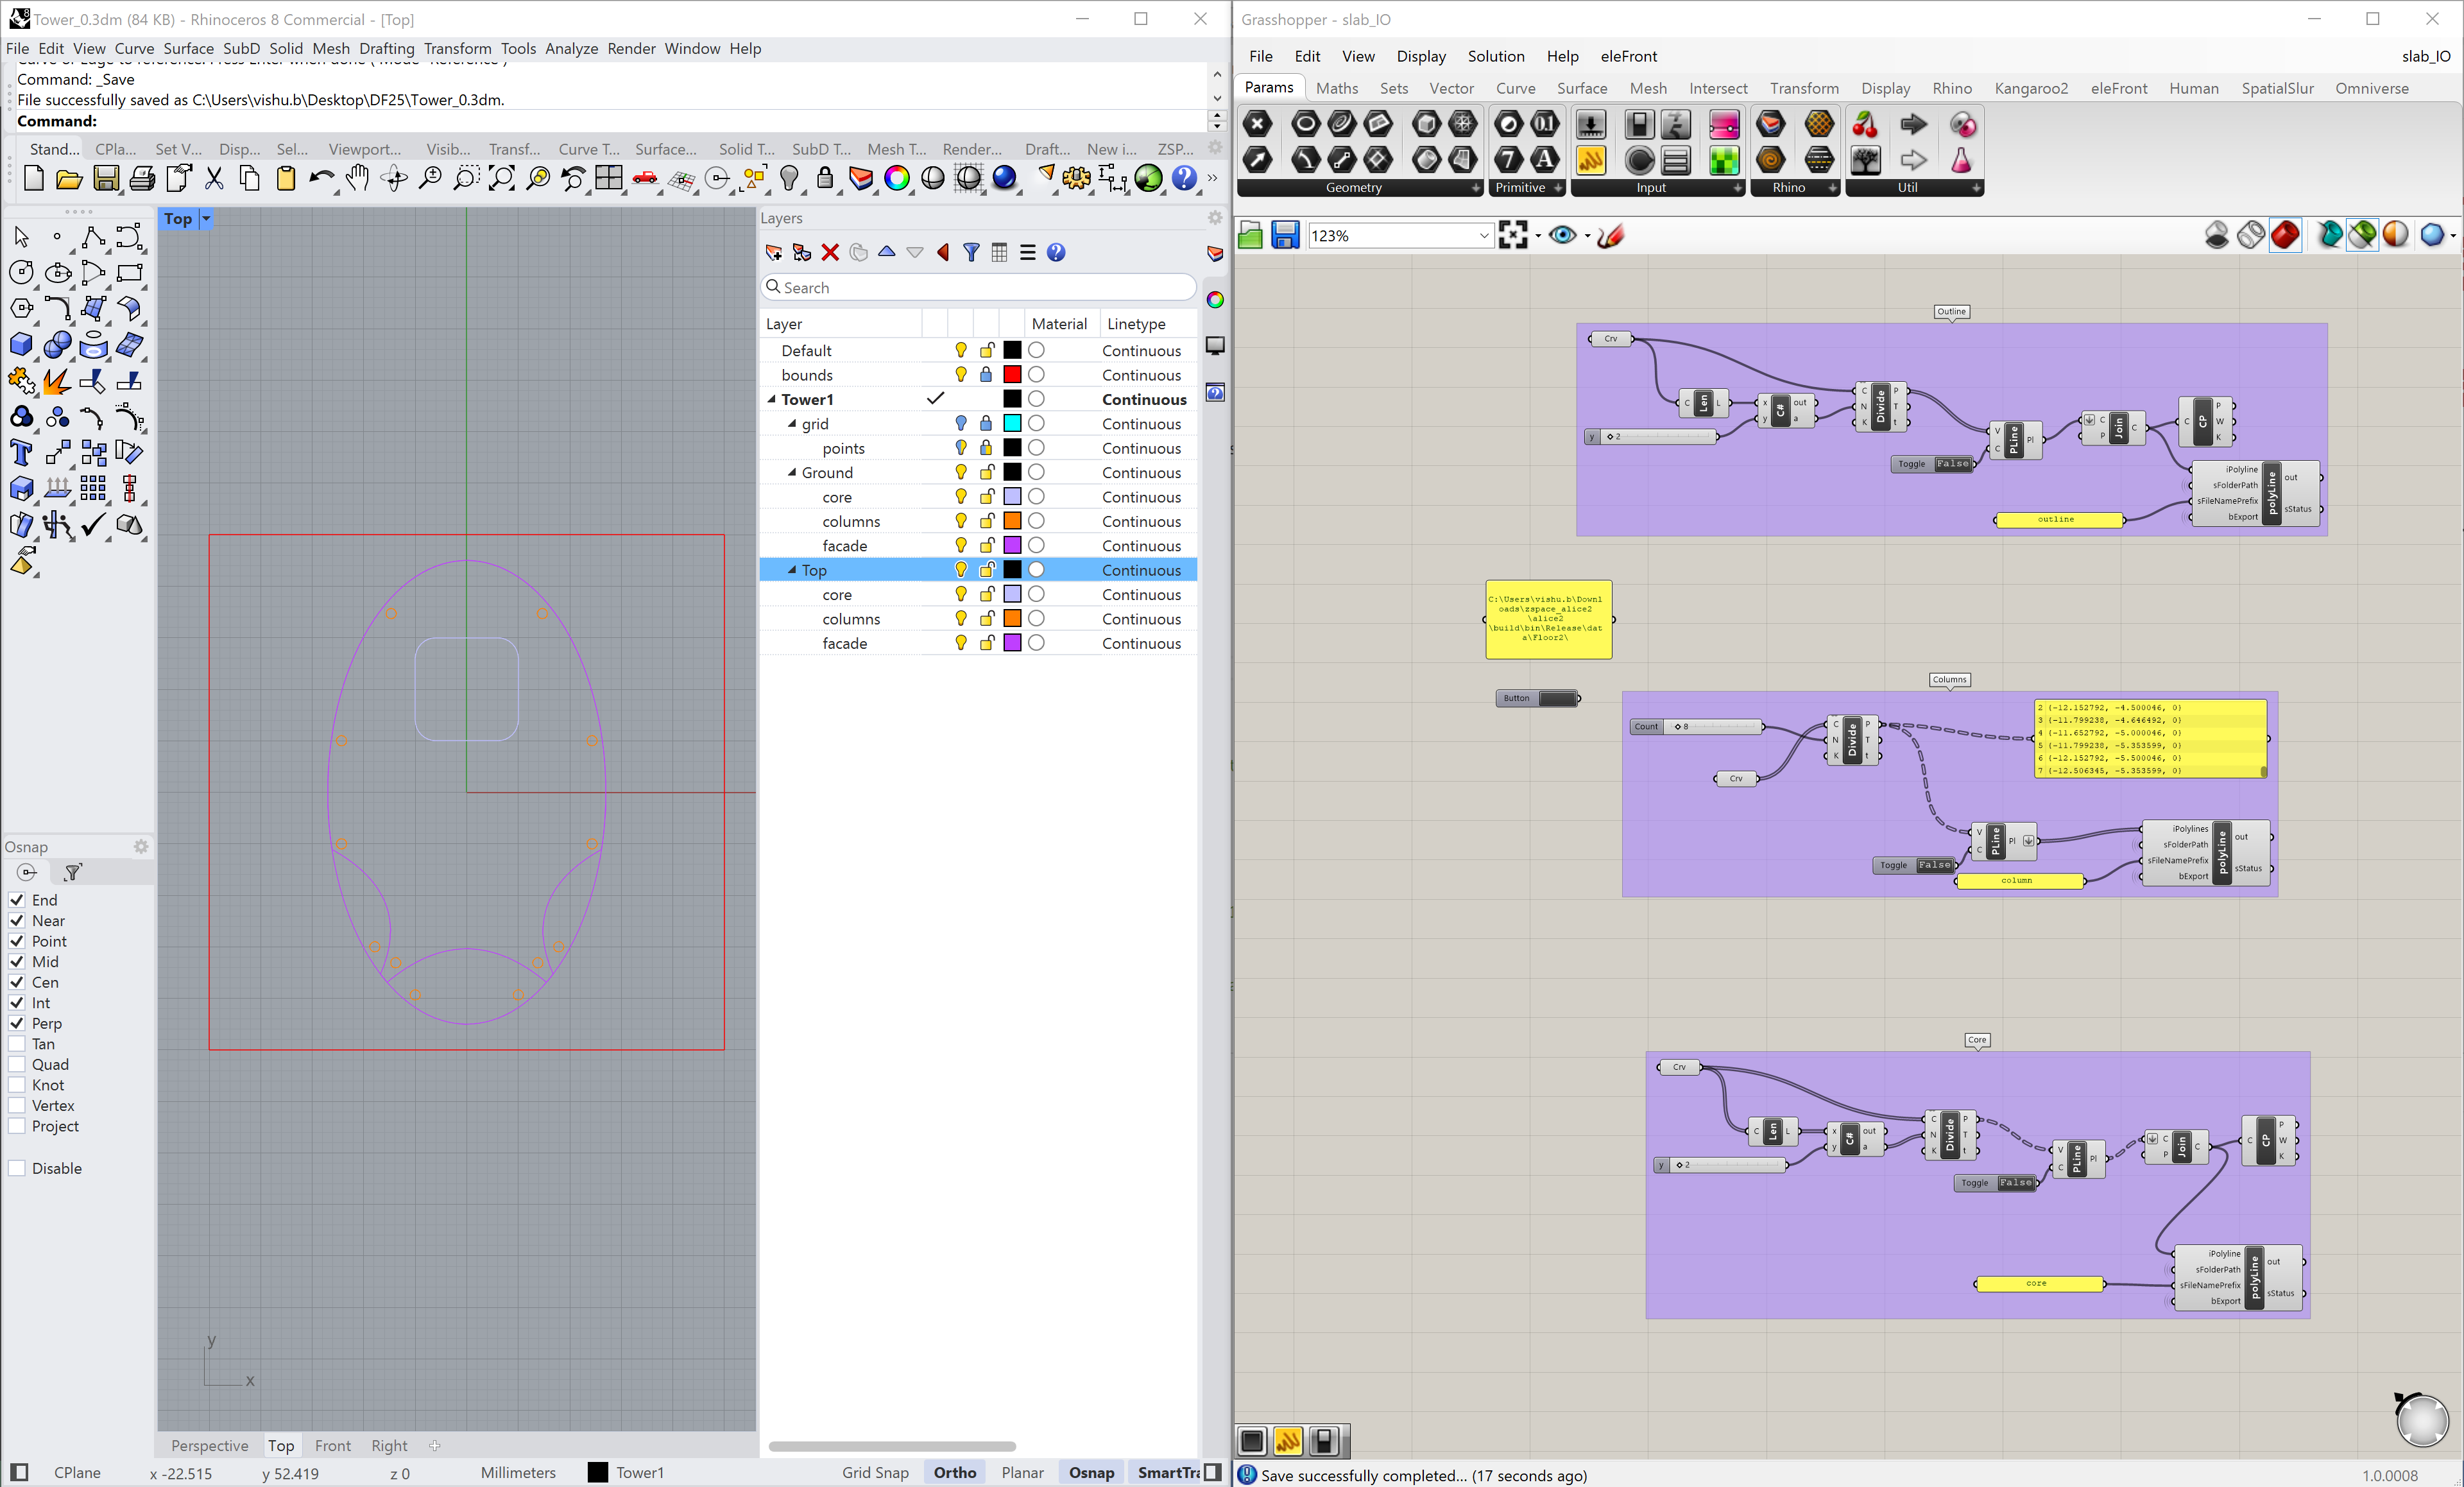 Tower_0.3dm (84 KB) - Rhinoceros 8 Commercial - [Top]
File Edit View Curve Surface SubD Solid Mesh Drafting Transform Tools Analyze Render Window Help
Command: _Save
File successfully saved as C:\Users\vishu.b\Desktop\DF25\Tower_0.3dm.
Command:
Stand... CPla... Set V... Disp... Sel... Viewport... Visib... Transf... Curve T... Surface... Solid T... SubD T... Mesh T... Render... Draft... New i... ZSP...
Top
Layers
Search
Layer Material Linetype
Default Continuous
bounds Continuous
Tower1 Continuous
grid Continuous
points Continuous
Ground Continuous
core Continuous
columns Continuous
facade Continuous
Top Continuous
core Continuous
columns Continuous
facade Continuous
Osnap
End
Near
Point
Mid
Cen
Int
Perp
Tan
Quad
Knot
Vertex
Project
Disable
y
x
Perspective Top Front Right
CPlane x -22.515 y 52.419 z 0 Millimeters Tower1 Grid Snap Ortho Planar Osnap SmartTra
Grasshopper - slab_IO
File Edit View Display Solution Help eleFront slab_IO
Params Maths Sets Vector Curve Surface Mesh Intersect Transform Display Rhino Kangaroo2 eleFront Human SpatialSlur Omniverse
Geometry Primitive Input Rhino Util
123%
Outline
Crv
C Len L
x y C# out a
y 2
C N K Divide P T t
Toggle False
V C PLine Pl
C P Join C
C CP P W K
outline
iPolyline
sFolderPath
sFileNamePrefix
bExport
polyLine
out
sStatus
C:\Users\vishu.b\Downl
oads\zspace_alice2
\alice2
\build\bin\Release\dat
a\Floor2\
Button
Columns
Count 8
Crv
C N K Divide P T t
2 {-12.152792, -4.500046, 0}
3 {-11.799238, -4.646492, 0}
4 {-11.652792, -5.000046, 0}
5 {-11.799238, -5.353599, 0}
6 {-12.152792, -5.500046, 0}
7 {-12.506345, -5.353599, 0}
Toggle False
V C PLine Pl
column
iPolylines
sFolderPath
sFileNamePrefix
bExport
polyLine
out
sStatus
Core
Crv
C Len L
x y C# out a
y 2
C N K Divide P T t
Toggle False
V C PLine Pl
C P Join C
C CP P W K
core
iPolyline
sFolderPath
sFileNamePrefix
bExport
polyLine
out
sStatus
Save successfully completed... (17 seconds ago) 1.0.0008